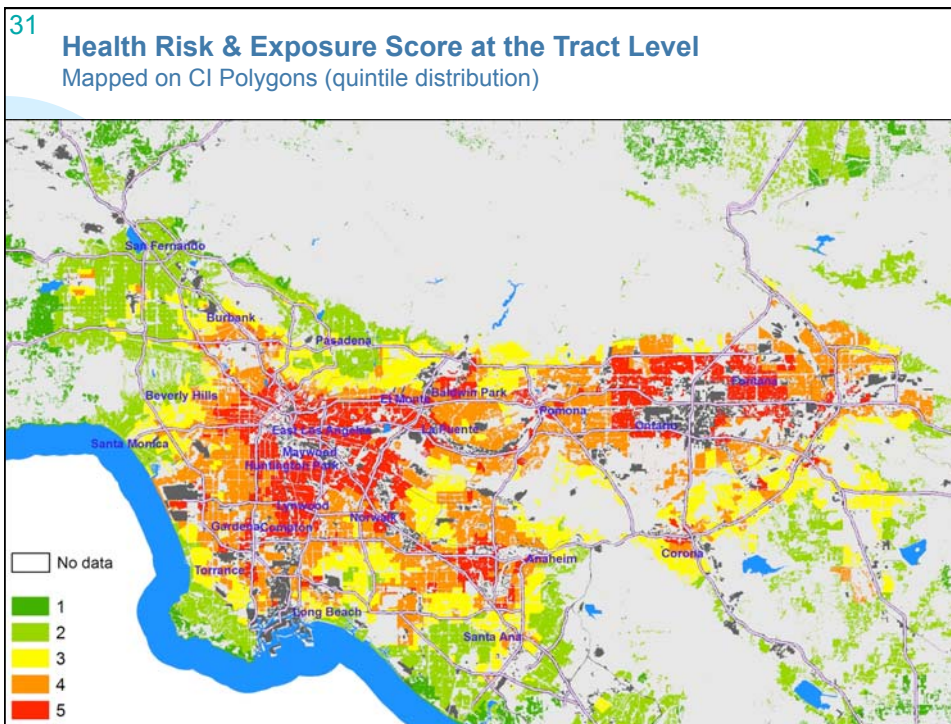 31
Health Risk & Exposure Score at the Tract Level
Mapped on CI Polygons (quintile distribution)
San Fernando
Burbank
Pasadena
Beverly Hills
El Monte
Baldwin Park
Fontana
Pomona
Santa Monica
East Los Angeles
La Puente
Ontario
Maywood
Huntington Park
Lynwood
Gardena
Compton
Norwalk
Torrance
Anaheim
Corona
Long Beach
Santa Ana
No data
1
2
3
4
5